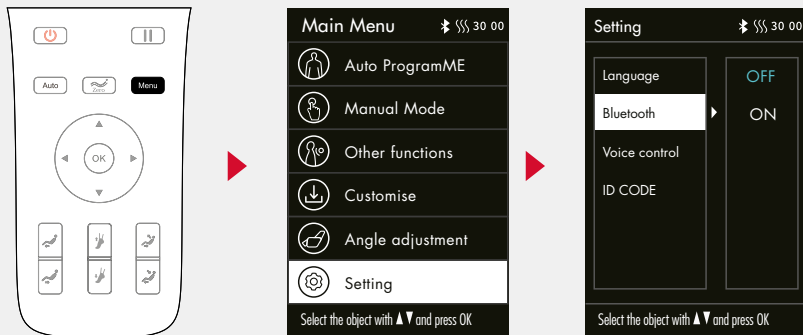 Auto
Zero
Menu
OK
Main Menu
30 00
Auto ProgramME
Manual Mode
Other functions
Customise
Angle adjustment
Setting
Select the object with ▲▼ and press OK
Setting
30 00
Language
OFF
Bluetooth
ON
Voice control
ID CODE
Select the object with ▲▼ and press OK